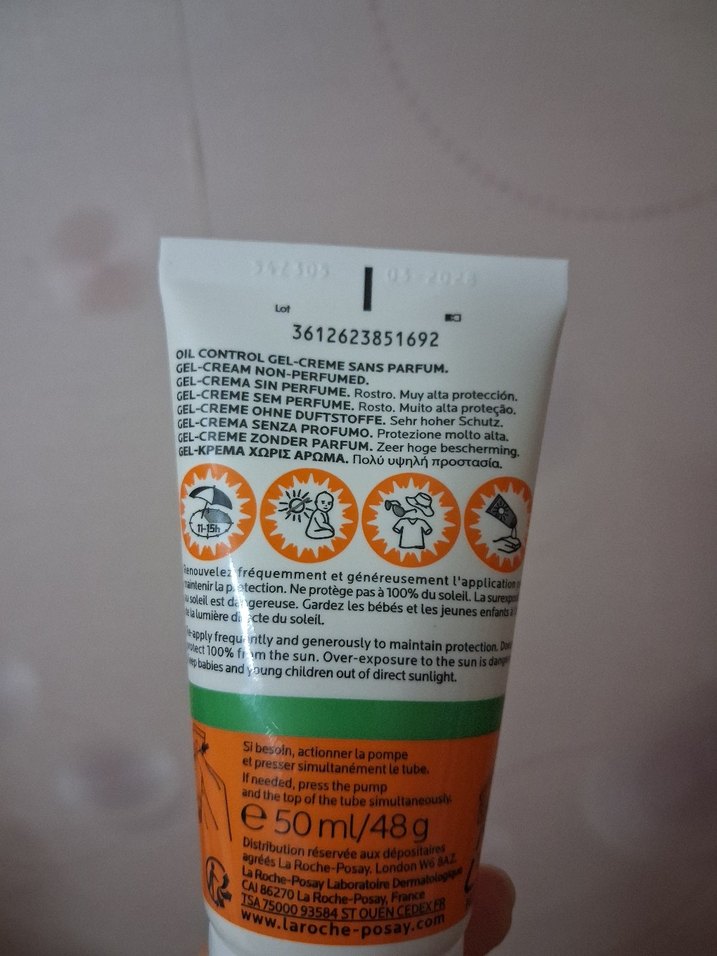 Lot
3612623851692
OIL CONTROL GEL-CREME SANS PARFUM.
GEL-CREAM NON-PERFUMED.
GEL-CREMA SIN PERFUME. Rostro. Muy alta protección.
GEL-CREME SEM PERFUME. Rosto. Muito alta proteção.
GEL-CREME OHNE DUFTSTOFFE. Sehr hoher Schutz.
GEL-CREMA SENZA PROFUMO. Protezione molto alta.
GEL-CREME ZONDER PARFUM. Zeer hoge bescherming.
GEL-ΚΡΕΜΑ ΧΩΡΙΣ ΑΡΩΜΑ. Πολύ υψηλή προστασία.
11-15h
Renouvelez fréquemment et généreusement l'application
maintenir la protection. Ne protège pas à 100% du soleil. La
au soleil est dangereuse. Gardez les bébés et les jeunes enfants
de la lumière directe du soleil.
Re-apply frequently and generously to maintain protection.
protect 100% from the sun. Over-exposure to the sun is
keep babies and young children out of direct sunlight.
Si besoin, actionner la pompe
et presser simultanément le tube.
If needed, press the pump
and the top of the tube simultaneously.
e 50 ml/48 g
Distribution réservée aux dépositaires
agréés La Roche-Posay. London W6 8AZ.
La Roche-Posay Laboratoire Dermatologique
CAI 86270 La Roche-Posay, France
TSA 75000 93584 ST OUEN CEDEX FR
www.laroche-posay.com